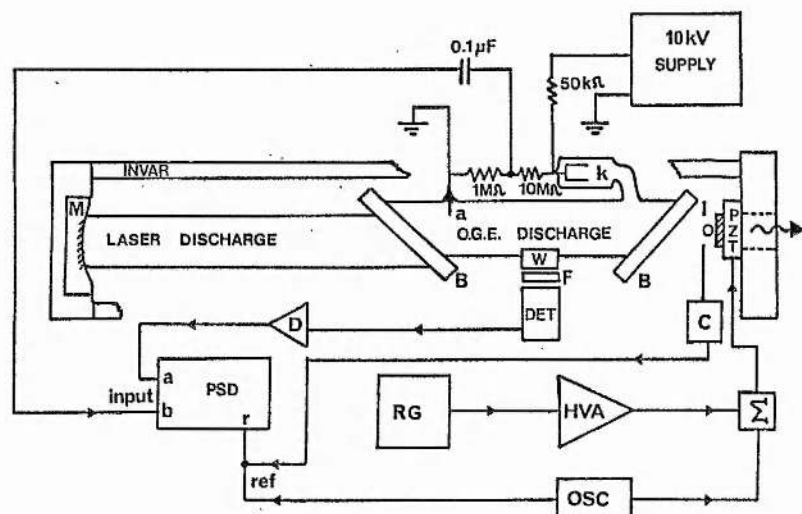 0.1µF
10kV
SUPPLY
50kΩ
INVAR
1MΩ
10MΩ
k
M
a
I
P
Z
T
O
LASER DISCHARGE
O.G.E. DISCHARGE
W
B
F
B
DET
C
D
a
PSD
input
b
r
RG
HVA
Σ
ref
OSC